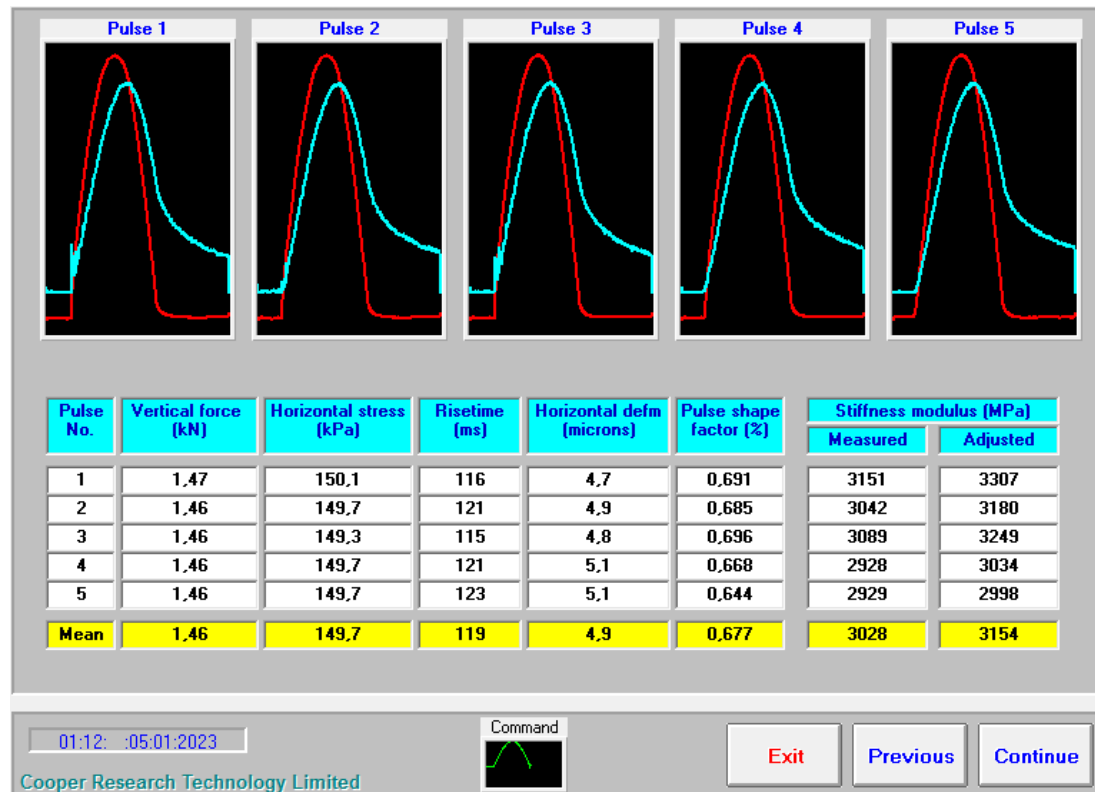 Pulse 1 Pulse 2 Pulse 3 Pulse 4 Pulse 5
Pulse No. Vertical force (kN) Horizontal stress (kPa) Risetime (ms) Horizontal defm (microns) Pulse shape factor (%) Stiffness modulus (MPa)
Measured Adjusted
1 1,47 150,1 116 4,7 0,691 3151 3307
2 1,46 149,7 121 4,9 0,685 3042 3180
3 1,46 149,3 115 4,8 0,696 3089 3249
4 1,46 149,7 121 5,1 0,668 2928 3034
5 1,46 149,7 123 5,1 0,644 2929 2998
Mean 1,46 149,7 119 4,9 0,677 3028 3154
Command
01:12: :05:01:2023
Exit Previous Continue
Cooper Research Technology Limited